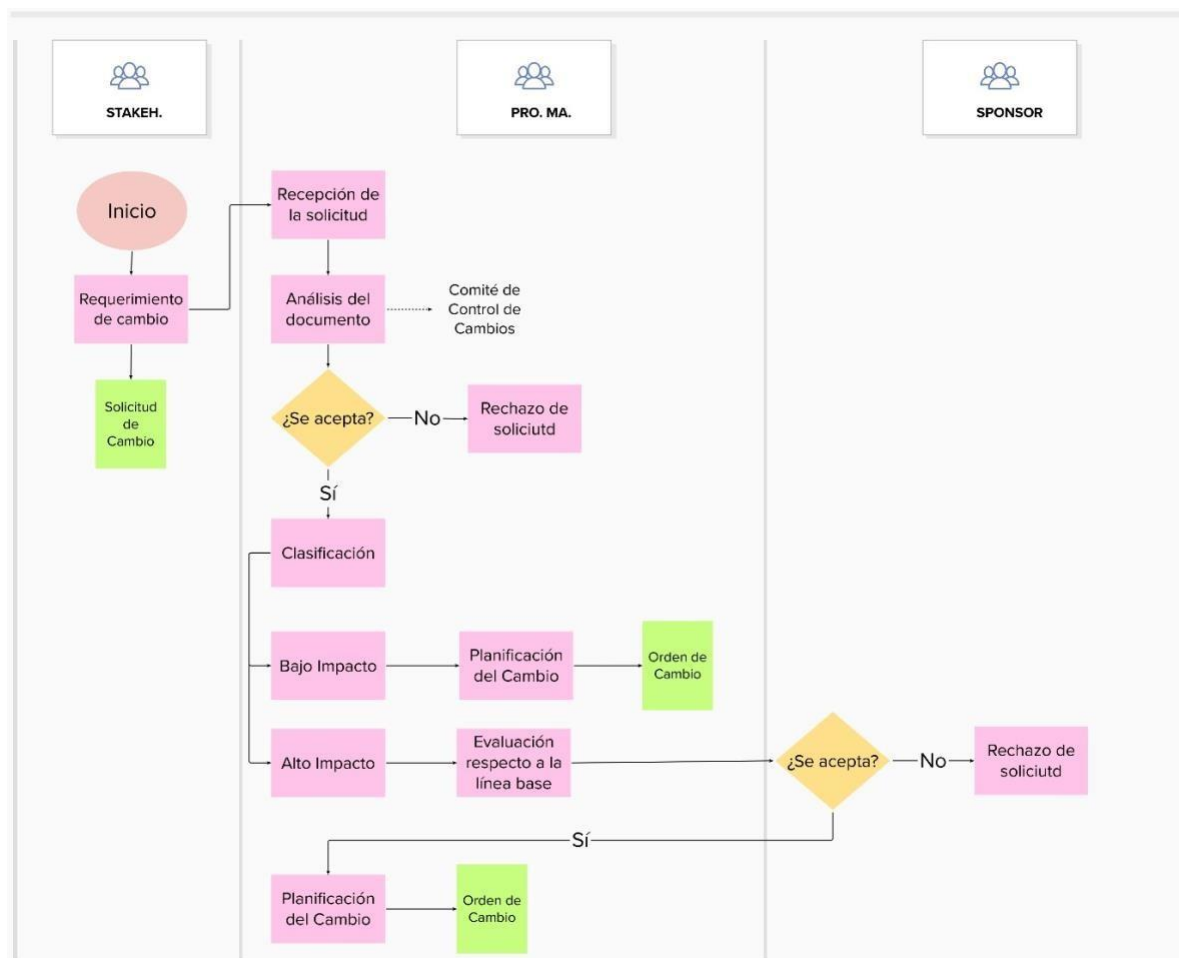 STAKEH.
PRO. MA.
SPONSOR
Inicio
Recepción de
la solicitud
Requerimiento
de cambio
Análisis del
documento
Comité de
Control de
Cambios
Solicitud
de
Cambio
¿Se acepta?
No
Rechazo de
soliciutd
Sí
Clasificación
Bajo Impacto
Planificación
del Cambio
Orden de
Cambio
Alto Impacto
Evaluación
respecto a la
línea base
¿Se acepta?
No
Rechazo de
soliciutd
Sí
Planificación
del Cambio
Orden de
Cambio